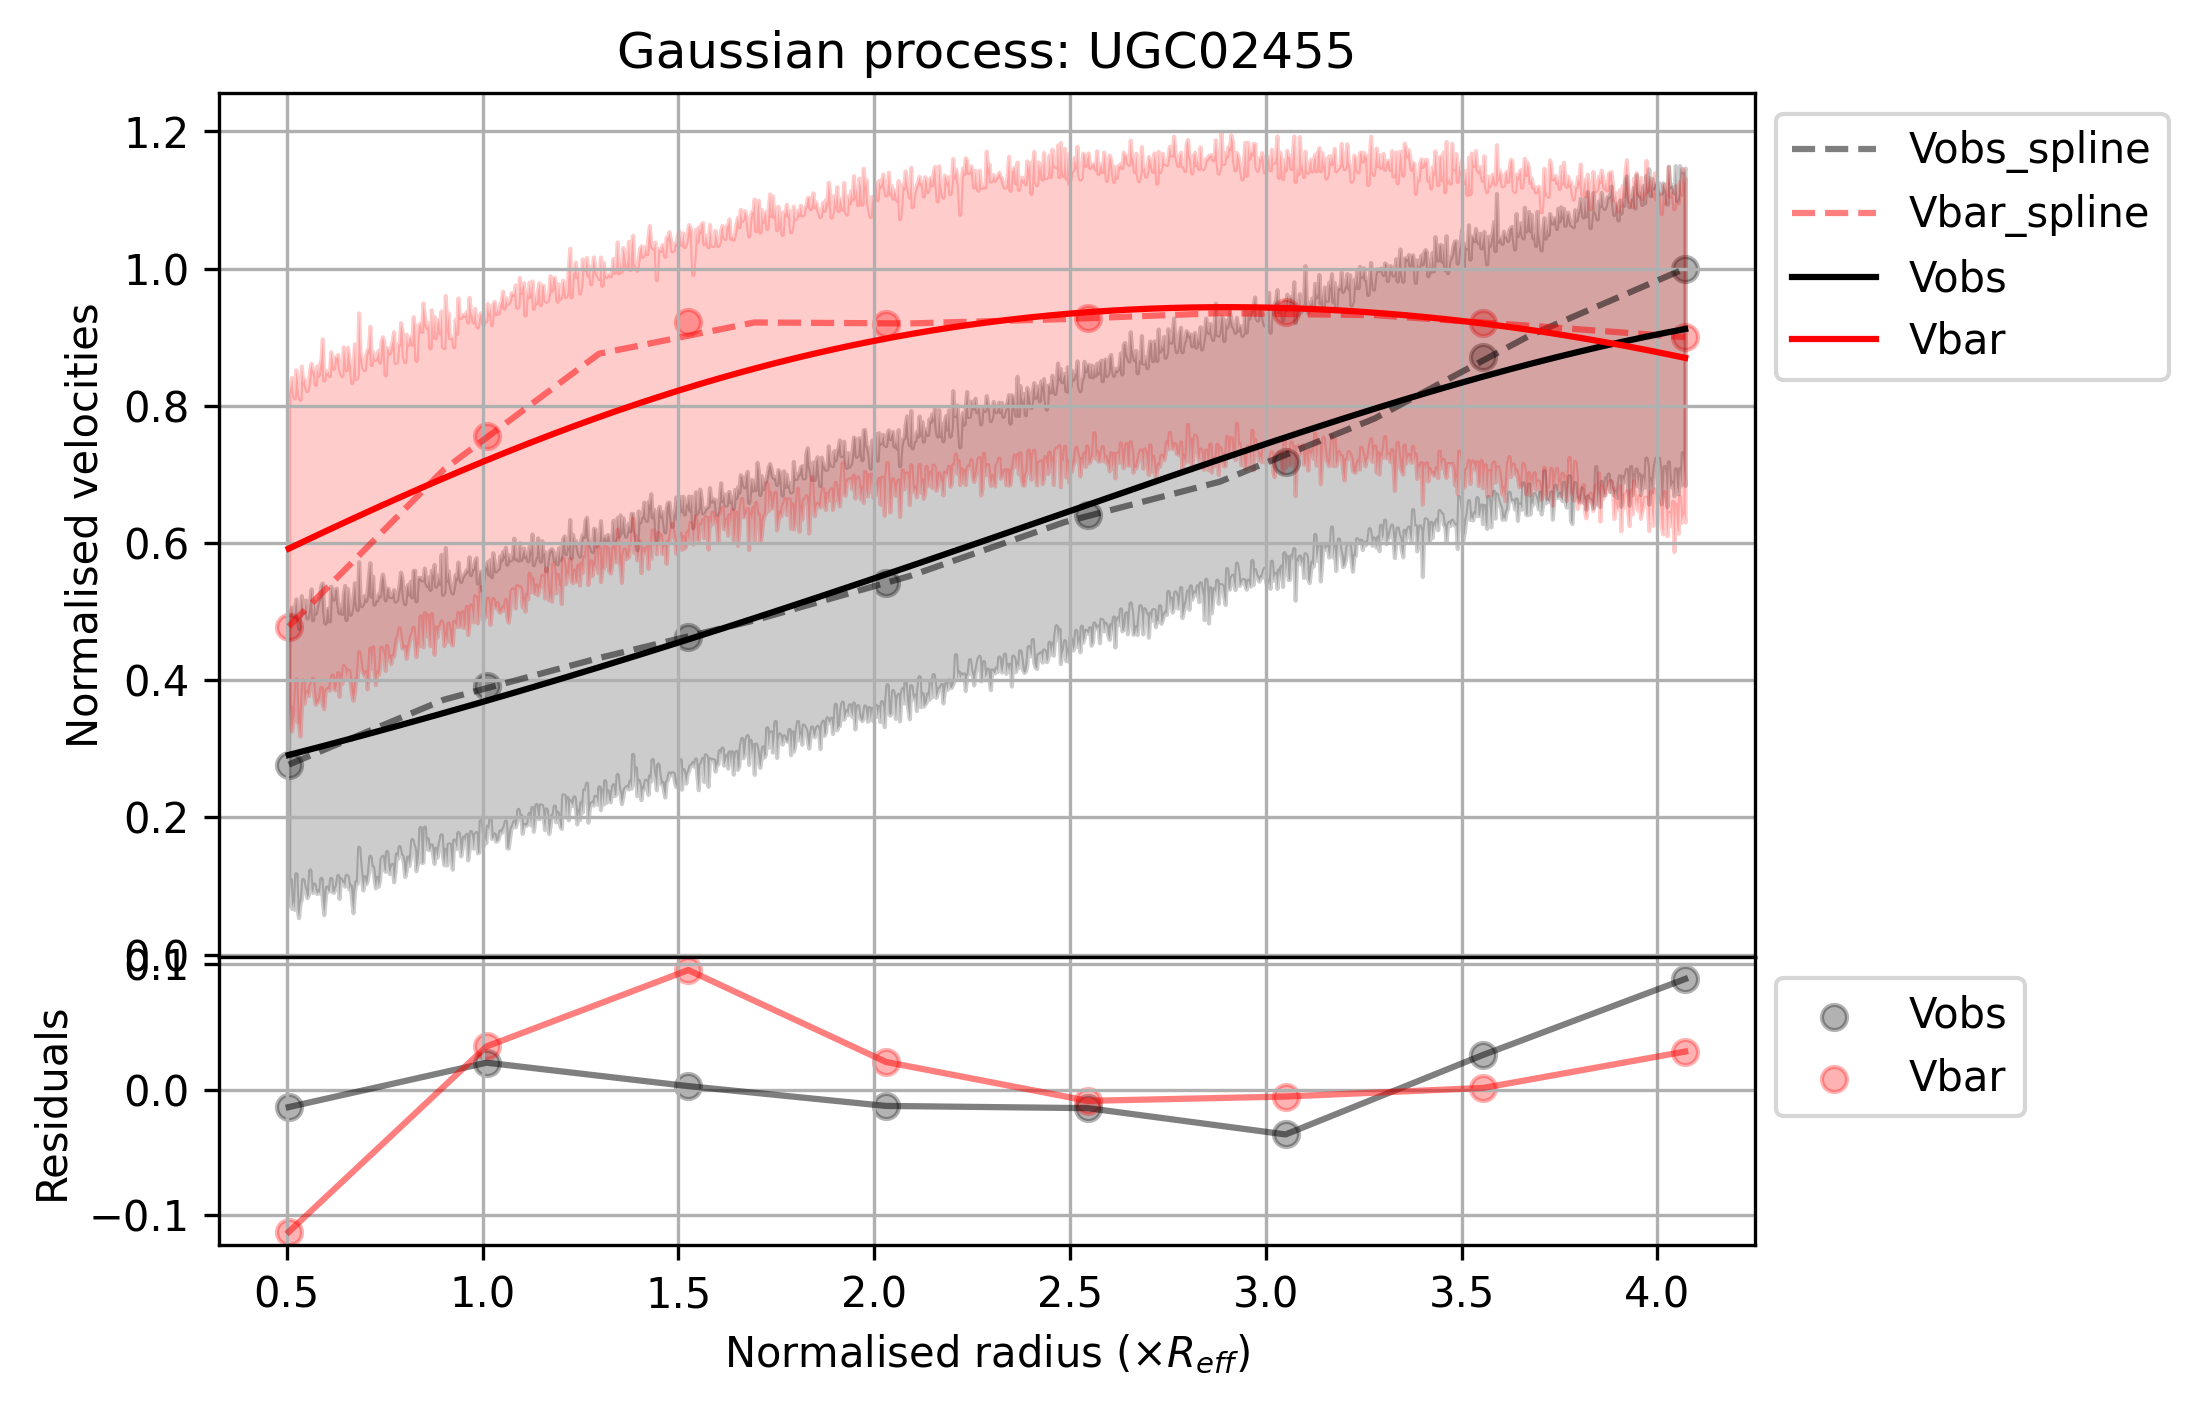 Gaussian process: UGC02455
1.2
1.0
0.8
0.6
0.4
0.2
0.0
Normalised velocities
Vobs_spline
Vbar_spline
Vobs
Vbar
0.1
0.0
−0.1
Residuals
Vobs
Vbar
0.5 1.0 1.5 2.0 2.5 3.0 3.5 4.0
Normalised radius (×R_eff)